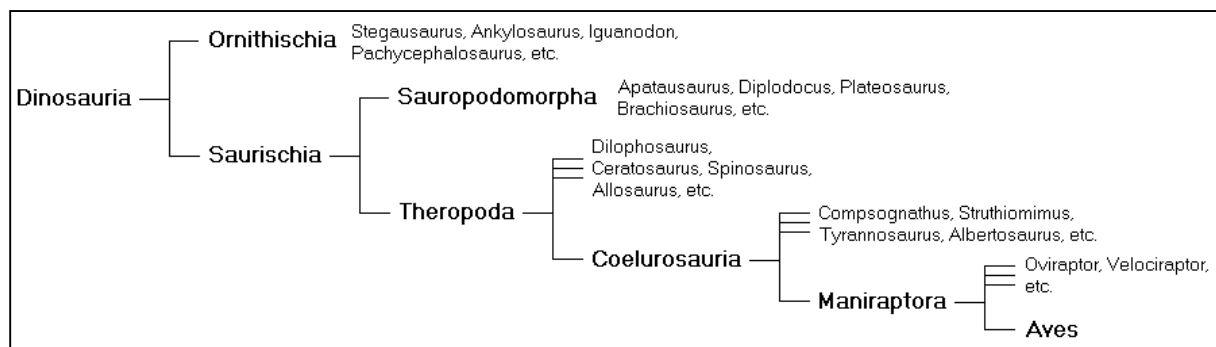 Ornithischia
Stegausaurus, Ankylosaurus, Iguanodon,
Pachycephalosaurus, etc.
Dinosauria
Sauropodomorpha
Apatausaurus, Diplodocus, Plateosaurus,
Brachiosaurus, etc.
Saurischia
Dilophosaurus,
Ceratosaurus, Spinosaurus,
Allosaurus, etc.
Theropoda
Compsognathus, Struthiomimus,
Tyrannosaurus, Albertosaurus, etc.
Coelurosauria
Oviraptor, Velociraptor,
etc.
Maniraptora
Aves